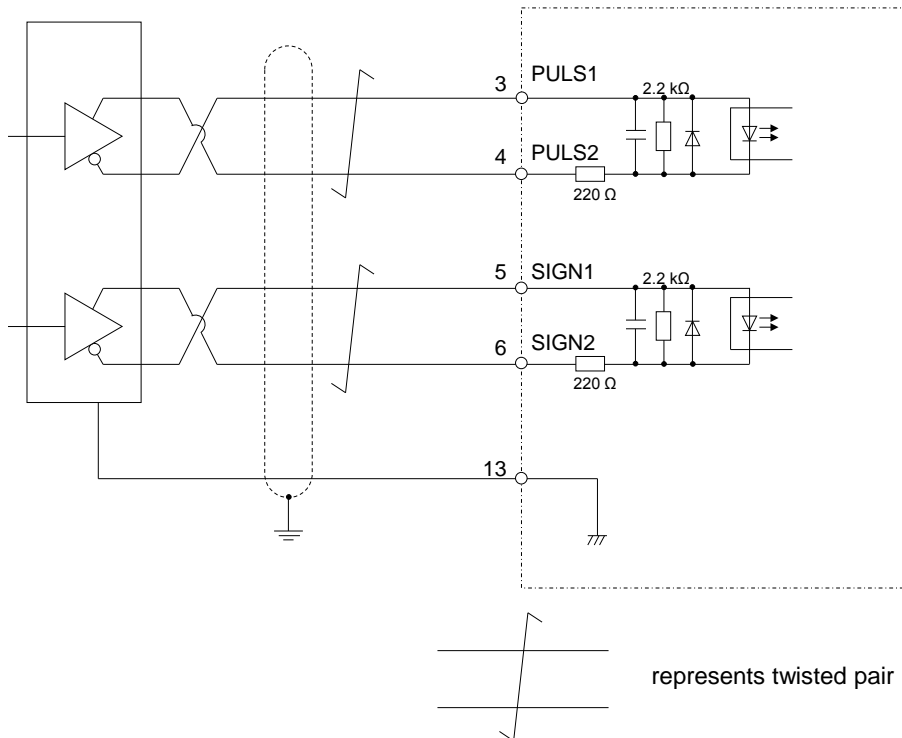 3 PULS1
2.2 kΩ
4 PULS2
220 Ω
5 SIGN1
2.2 kΩ
6 SIGN2
220 Ω
13
represents twisted pair